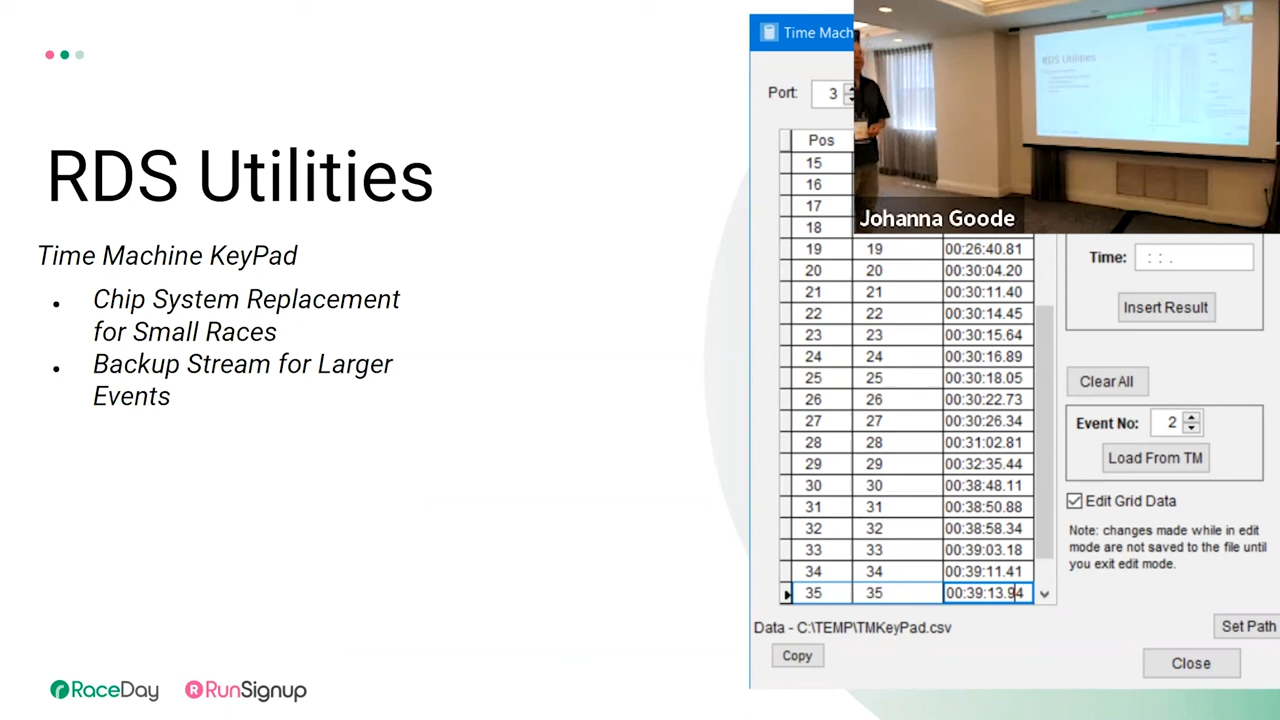 RDS Utilities
Time Machine KeyPad
• Chip System Replacement
for Small Races
• Backup Stream for Larger
Events
RaceDay
RunSignup
Time Mach
Port: 3
Pos
15
16
17
18
19 19 00:26:40.81
20 20 00:30:04.20
21 21 00:30:11.40
22 22 00:30:14.45
23 23 00:30:15.64
24 24 00:30:16.89
25 25 00:30:18.05
26 26 00:30:22.73
27 27 00:30:26.34
28 28 00:31:02.81
29 29 00:32:35.44
30 30 00:38:48.11
31 31 00:38:50.88
32 32 00:38:58.34
33 33 00:39:03.18
34 34 00:39:11.41
35 35 00:39:13.94
Data - C:\TEMP\TMKeyPad.csv
Copy
RDS Utilities
Johanna Goode
Time: : : .
Insert Result
Clear All
Event No: 2
Load From TM
Edit Grid Data
Note: changes made while in edit
mode are not saved to the file until
you exit edit mode.
Set Path
Close